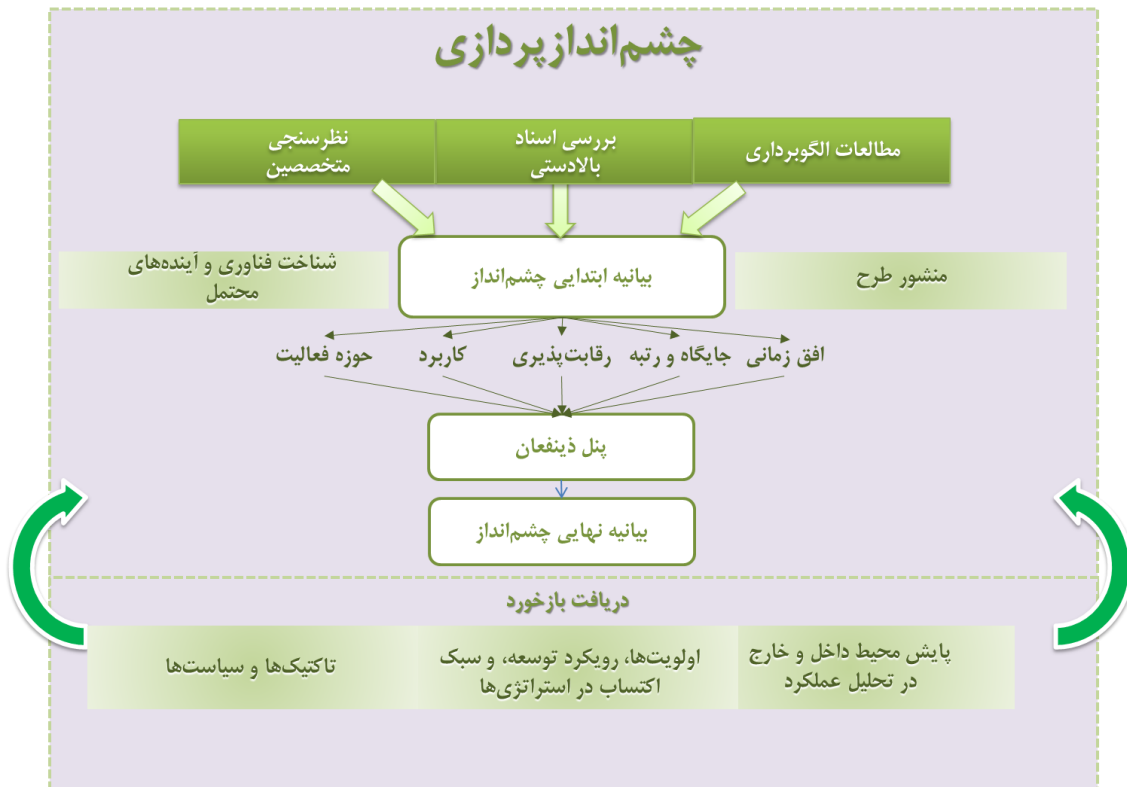 چشم‌اندازپردازی
مطالعات الگوبرداری
بررسی اسناد
بالادستی
نظرسنجی
متخصصین
منشور طرح
بیانیه ابتدایی چشم‌انداز
شناخت فناوری و آینده‌های
محتمل
افق زمانی
جایگاه و رتبه
رقابت‌پذیری
کاربرد
حوزه فعالیت
پنل ذینفعان
بیانیه نهایی چشم‌انداز
دریافت بازخورد
پایش محیط داخل و خارج
در تحلیل عملکرد
اولویت‌ها، رویکرد توسعه، و سبک
اکتساب در استراتژی‌ها
تاکتیک‌ها و سیاست‌ها